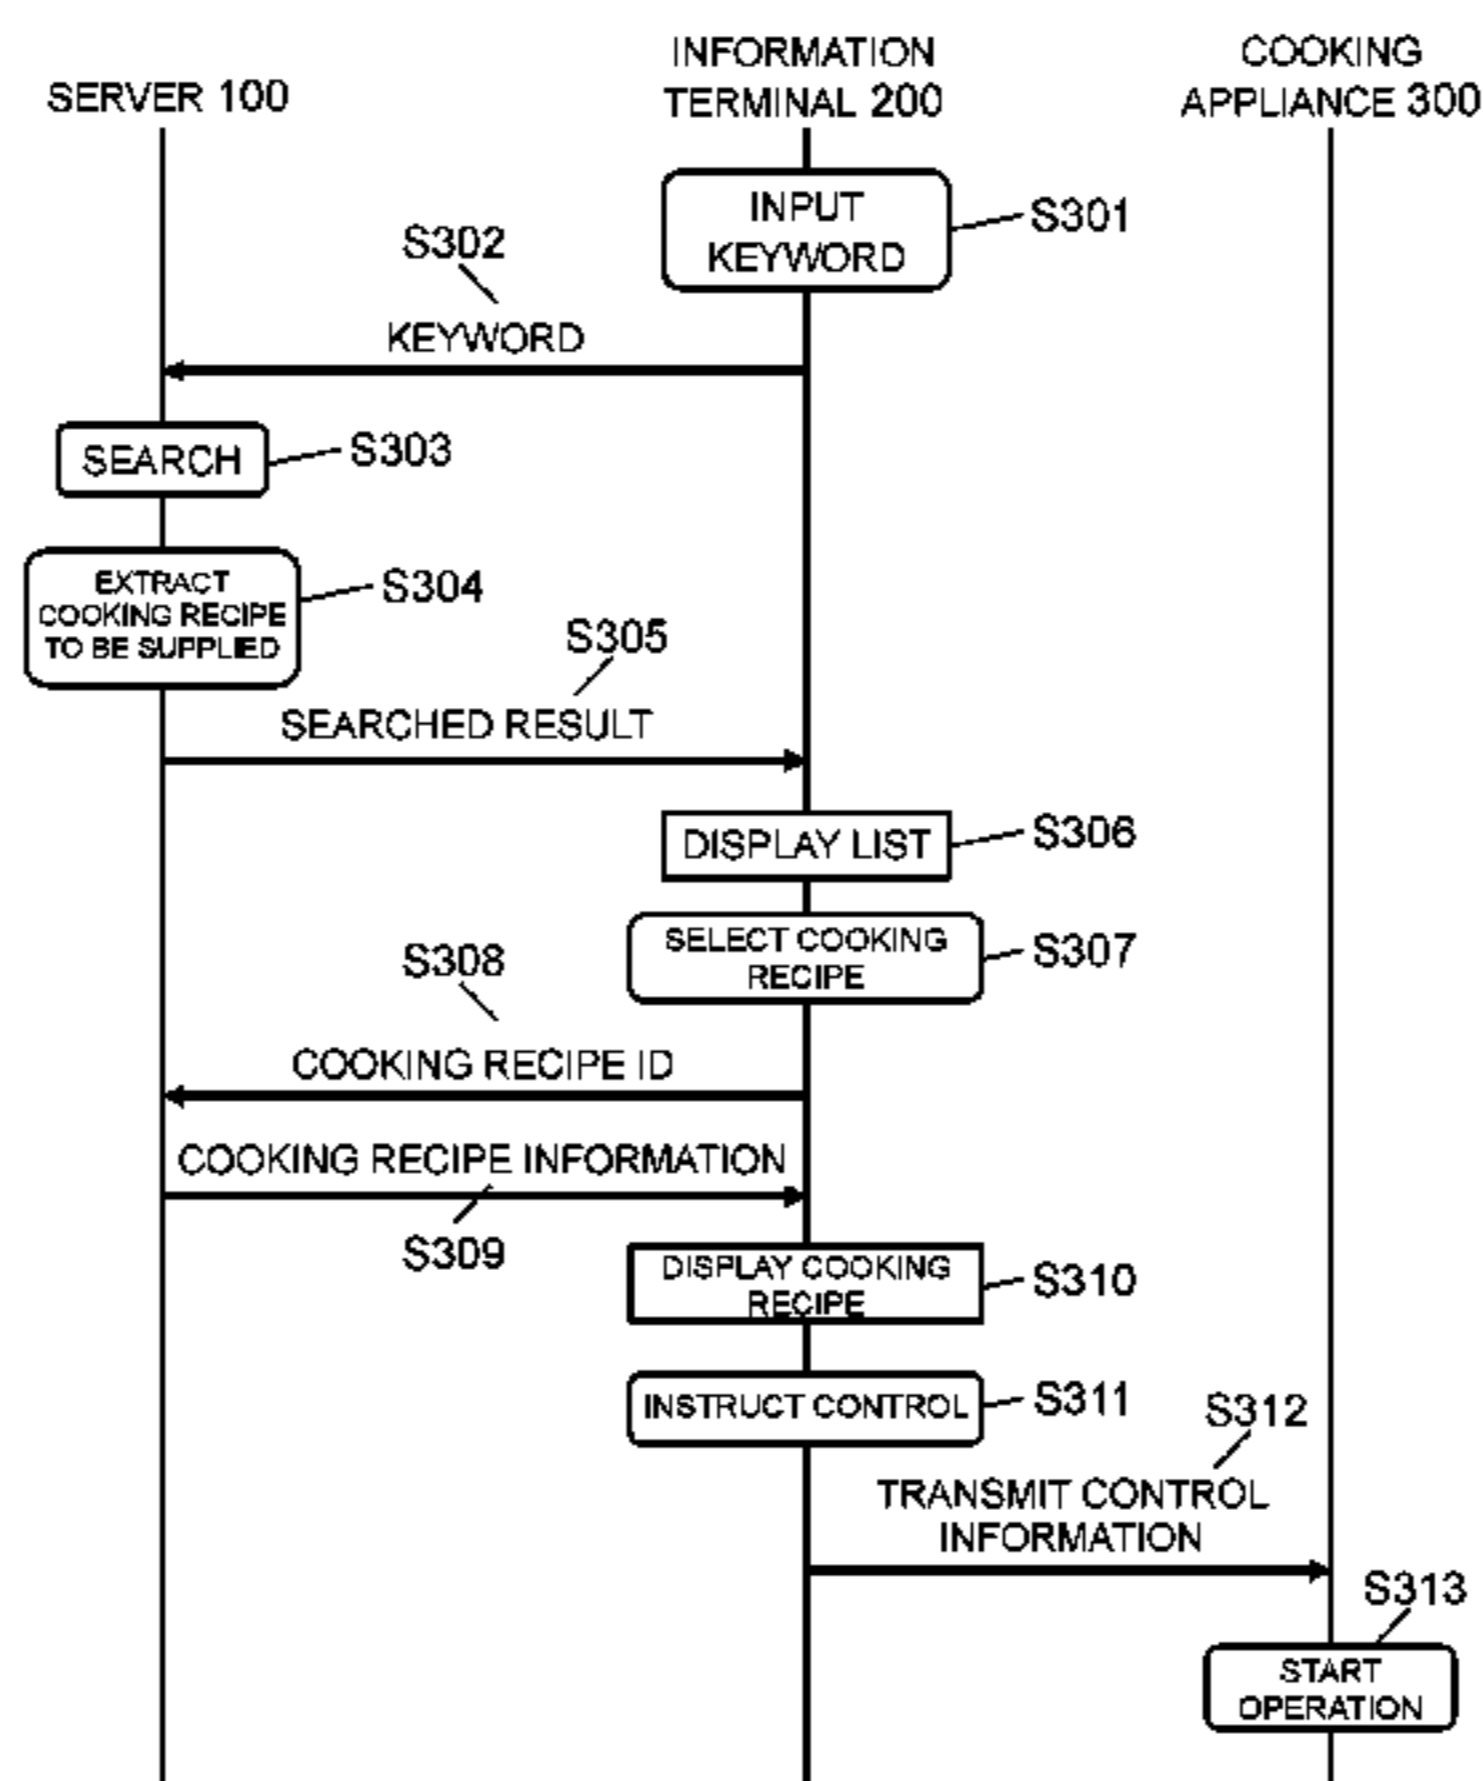 SERVER 100
INFORMATION
TERMINAL 200
COOKING
APPLIANCE 300
INPUT
KEYWORD
S301
S302
KEYWORD
SEARCH
S303
EXTRACT
COOKING RECIPE
TO BE SUPPLIED
S304
S305
SEARCHED RESULT
DISPLAY LIST
S306
SELECT COOKING
RECIPE
S307
S308
COOKING RECIPE ID
COOKING RECIPE INFORMATION
S309
DISPLAY COOKING
RECIPE
S310
INSTRUCT CONTROL
S311
S312
TRANSMIT CONTROL
INFORMATION
S313
START
OPERATION